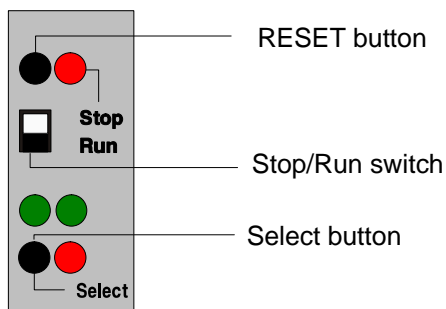 RESET button
Stop
Run
Stop/Run switch
Select button
Select